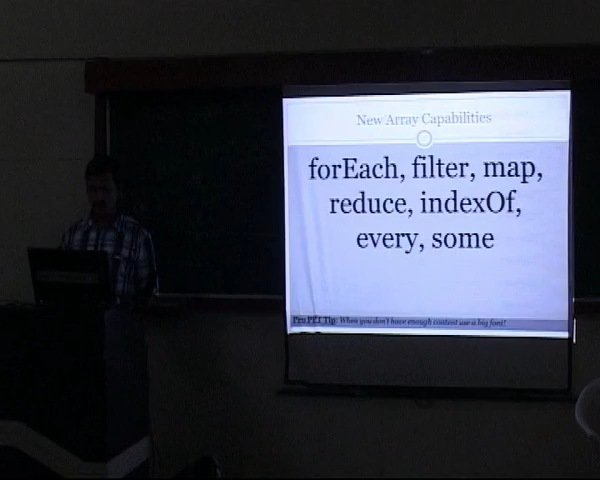 New Array Capabilities
forEach, filter, map,
reduce, indexOf,
every, some
Pro PPT Tip: When you don't have enough content use a big font!